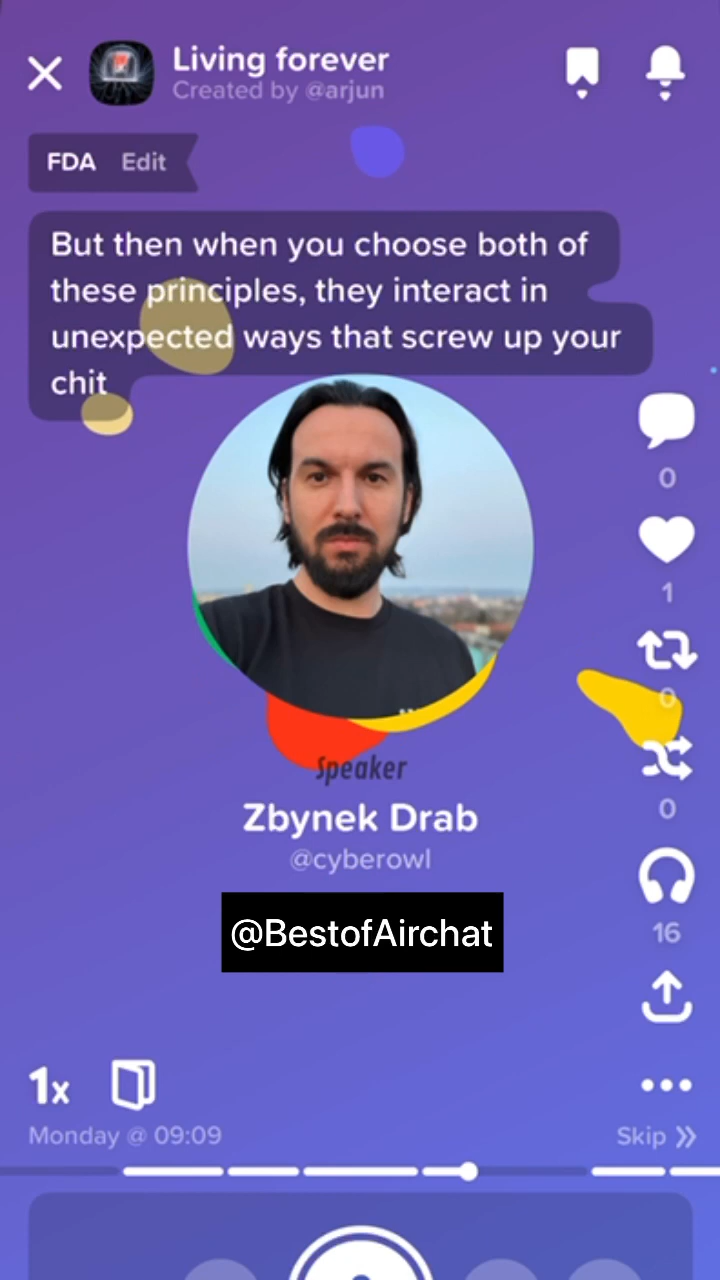 Living forever
Created by @arjun
FDA Edit
But then when you choose both of
these principles, they interact in
unexpected ways that screw up your
chit
0
1
0
Speaker
0
Zbynek Drab
@cyberowl
@BestofAirchat
16
1x
Monday @ 09:09
Skip